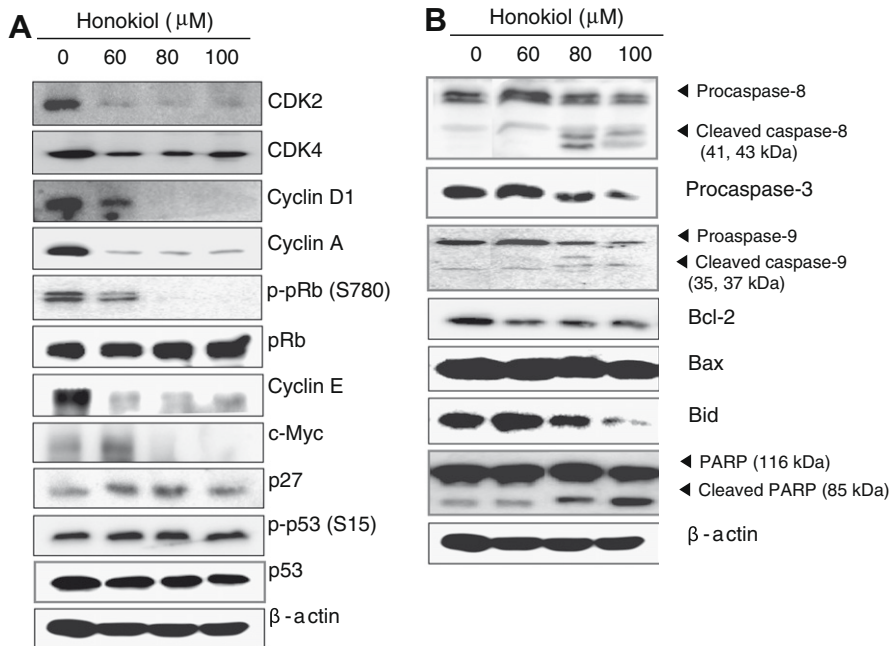 A
Honokiol (μM)
0 60 80 100
CDK2
CDK4
Cyclin D1
Cyclin A
p-pRb (S780)
pRb
Cyclin E
c-Myc
p27
p-p53 (S15)
p53
β-actin
B
Honokiol (μM)
0 60 80 100
◄ Procaspase-8
◄ Cleaved caspase-8
(41, 43 kDa)
Procaspase-3
◄ Proaspase-9
◄ Cleaved caspase-9
(35, 37 kDa)
Bcl-2
Bax
Bid
◄ PARP (116 kDa)
◄ Cleaved PARP (85 kDa)
β-actin